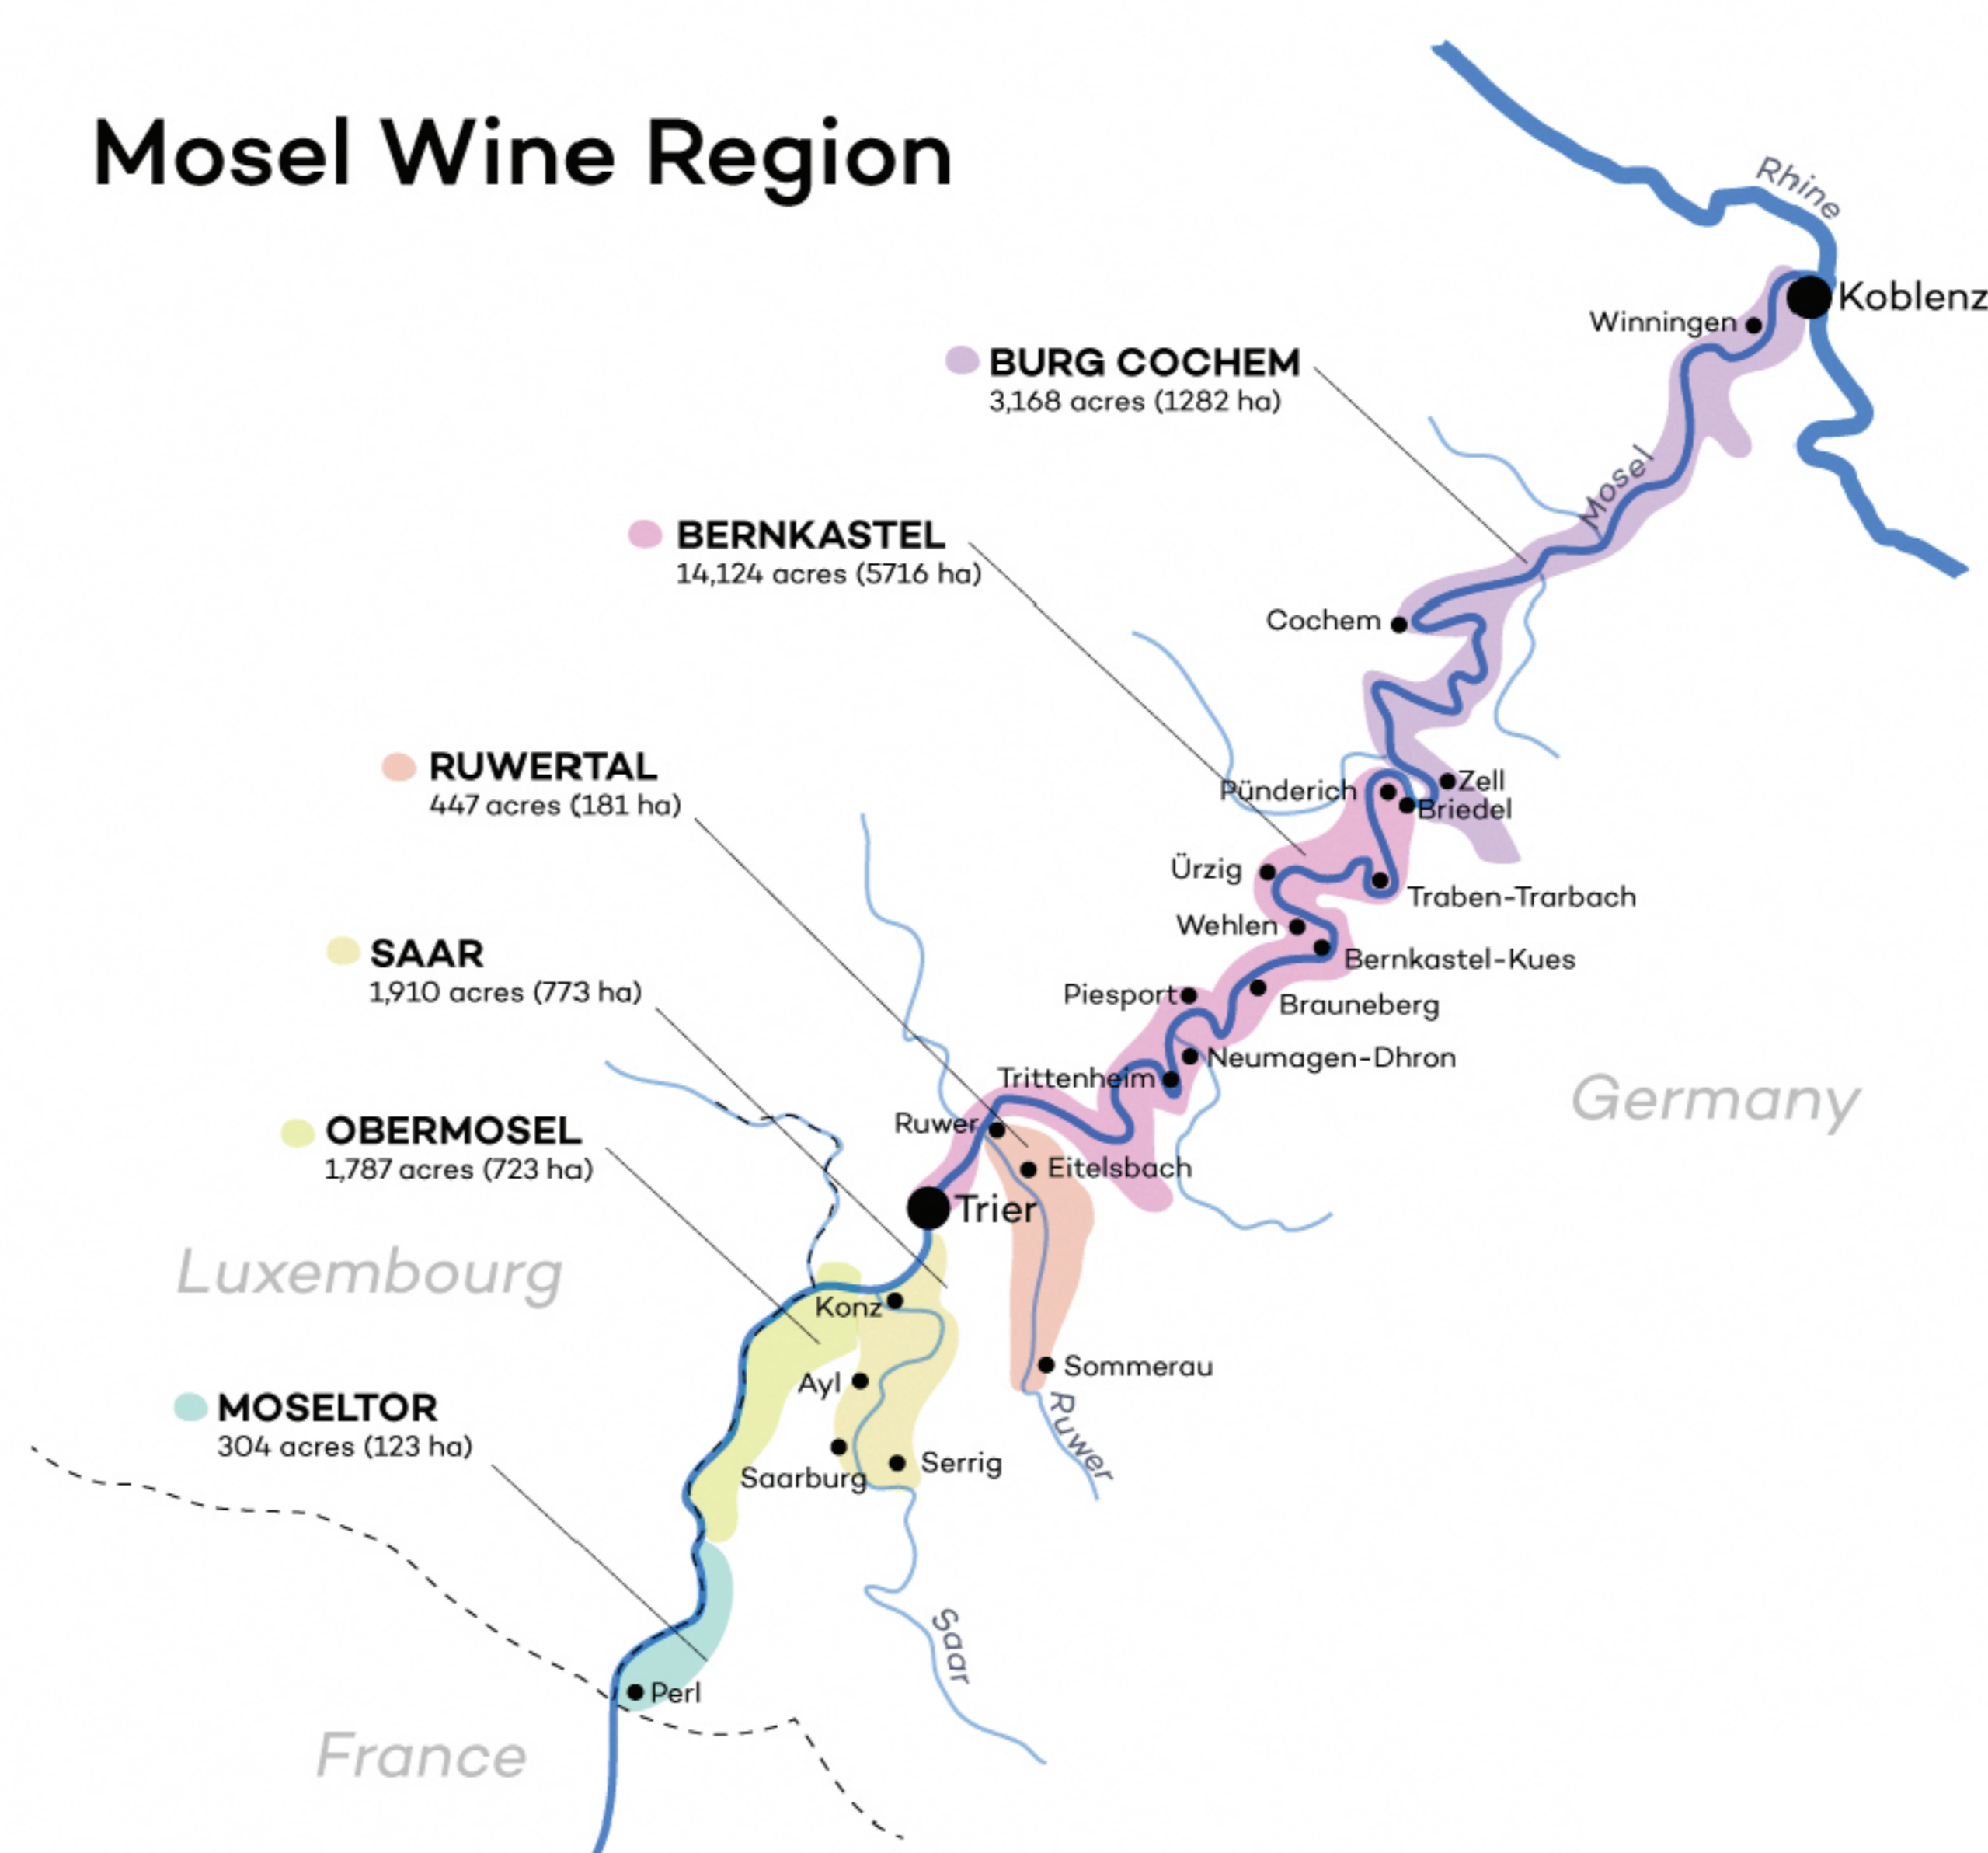 Mosel Wine Region
Rhine
Koblenz
Winningen
BURG COCHEM
3,168 acres (1282 ha)
Mosel
BERNKASTEL
14,124 acres (5716 ha)
Cochem
RUWERTAL
447 acres (181 ha)
Pünderich
Zell
Briedel
Ürzig
Traben-Trarbach
Wehlen
Bernkastel-Kues
SAAR
1,910 acres (773 ha)
Piesport
Brauneberg
Neumagen-Dhron
Trittenheim
Germany
OBERMOSEL
1,787 acres (723 ha)
Ruwer
Eitelsbach
Trier
Luxembourg
Konz
Sommerau
Ayl
MOSELTOR
304 acres (123 ha)
Ruwer
Saarburg
Serrig
Saar
Perl
France